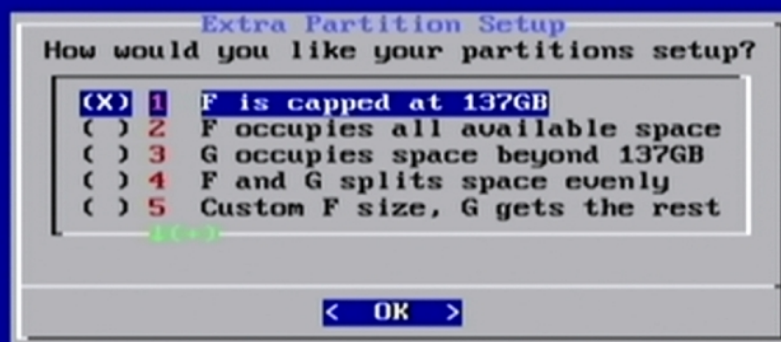 Extra Partition Setup
How would you like your partitions setup?
(X) 1 F is capped at 137GB
( ) 2 F occupies all available space
( ) 3 G occupies space beyond 137GB
( ) 4 F and G splits space evenly
( ) 5 Custom F size, G gets the rest
↓(+)
< OK >